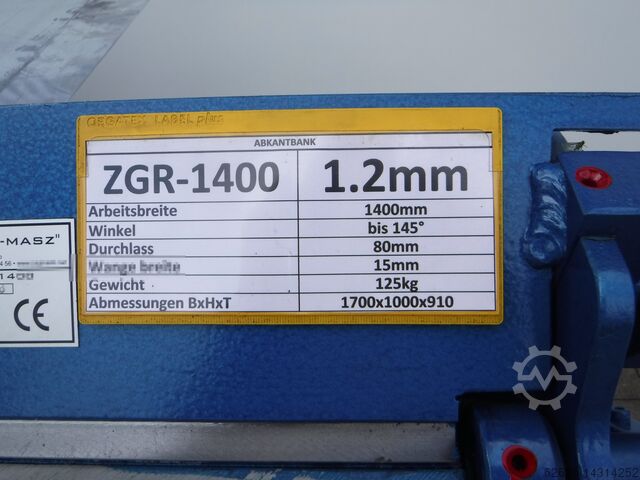 ORGATEX LABEL plus
ABKANTBANK
ZGR-1400 1.2mm
Arbeitsbreite 1400mm
Winkel bis 145°
Durchlass 80mm
Wange breite 15mm
Gewicht 125kg
Abmessungen BxHxT 1700x1000x910
-MASZ"
CE